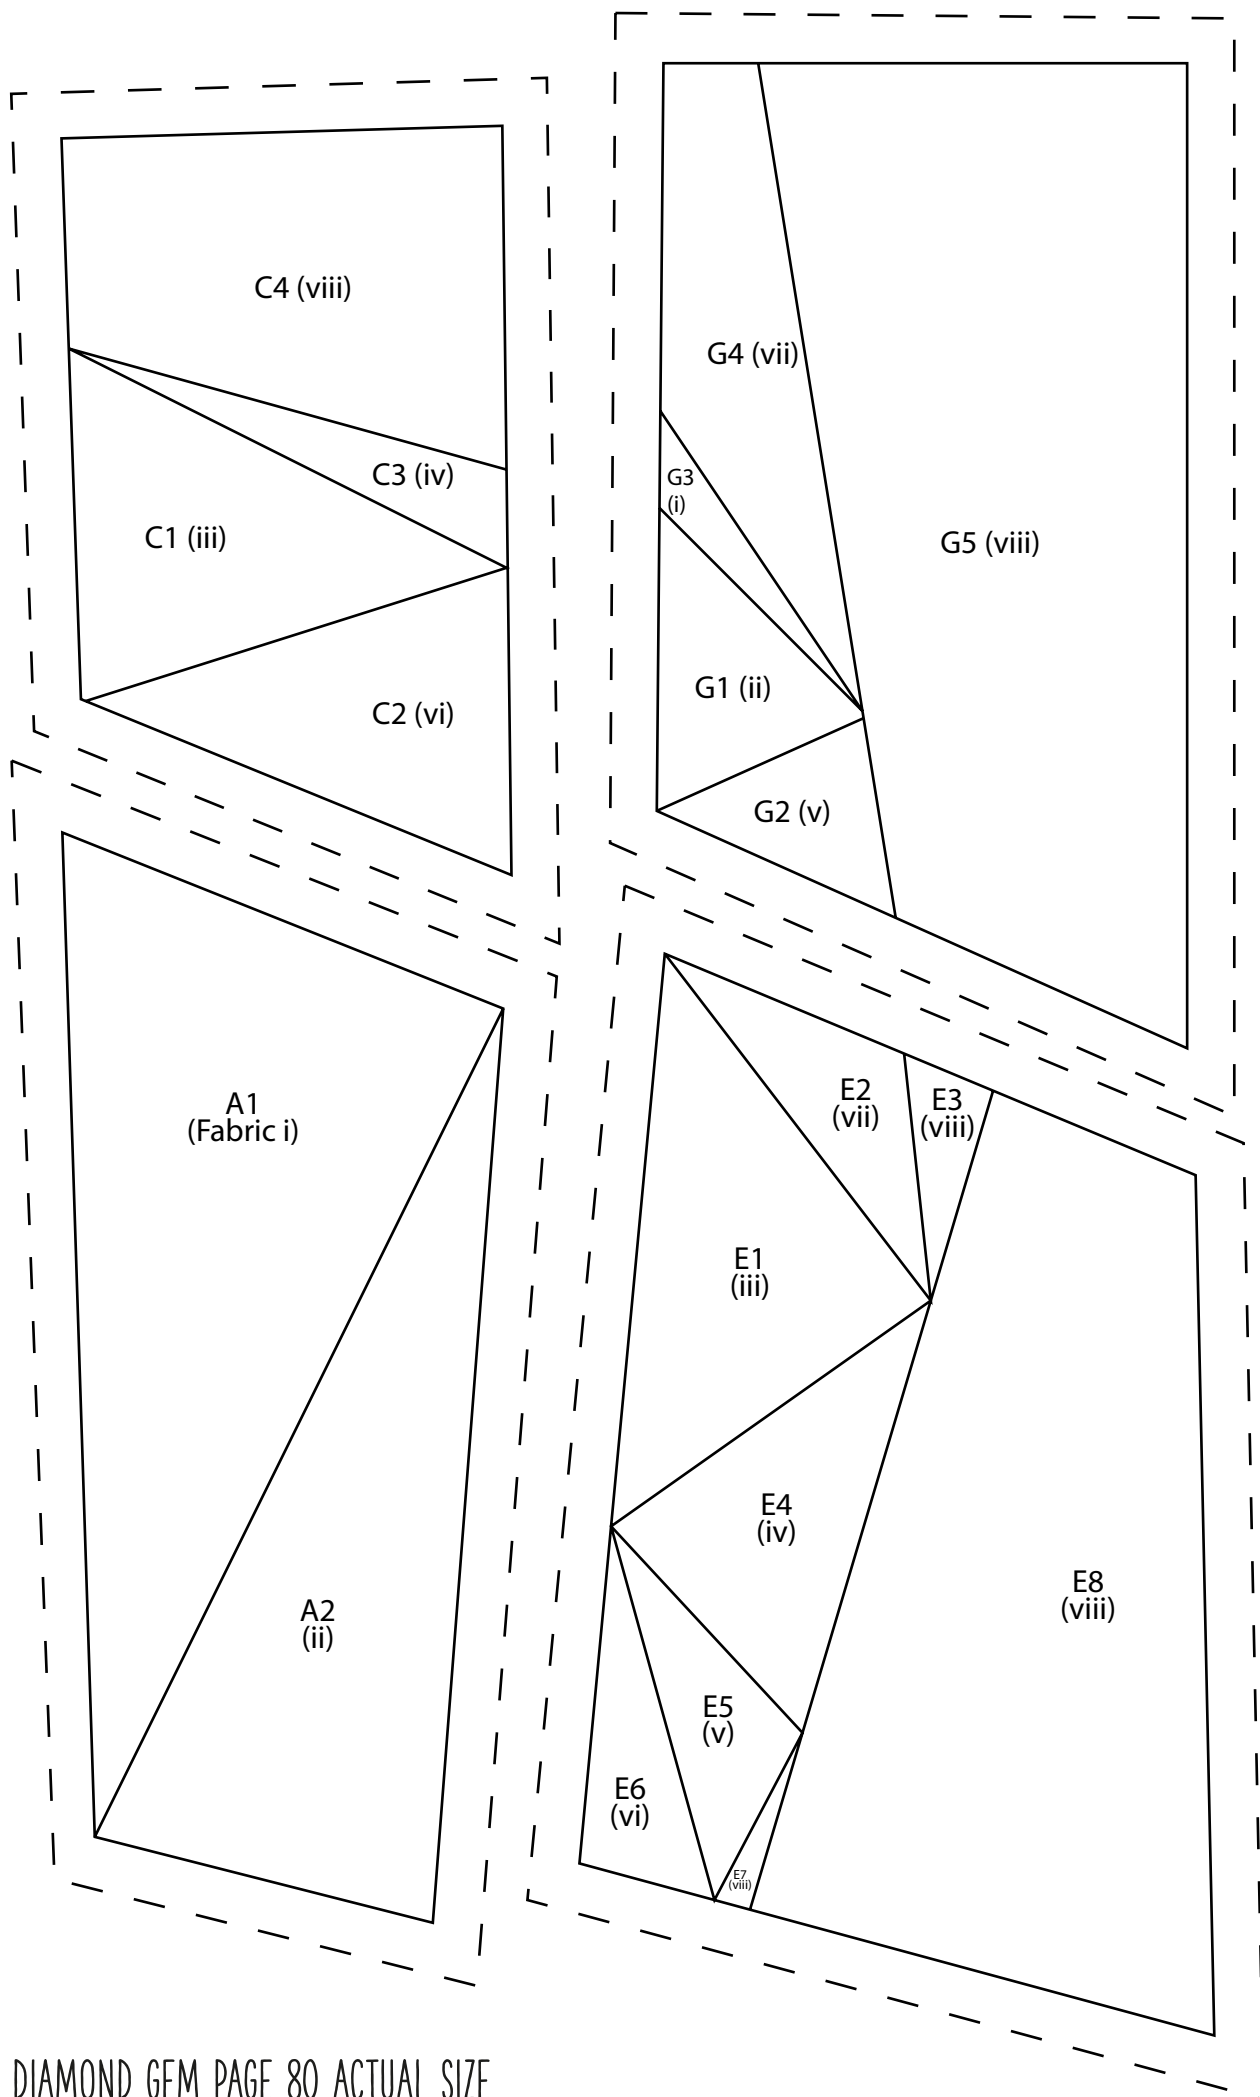 C4 (viii)
C3 (iv)
C1 (iii)
C2 (vi)
G4 (vii)
G3
(i)
G5 (viii)
G1 (ii)
G2 (v)
A1
(Fabric i)
A2
(ii)
E2
(vii)
E3
(viii)
E1
(iii)
E4
(iv)
E8
(viii)
E5
(v)
E6
(vi)
E7
(viii)
DIAMOND GEM PAGE 80 ACTUAL SIZE